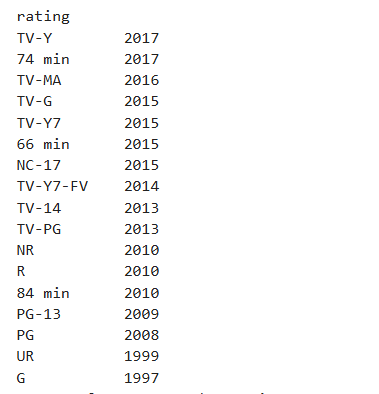 rating
TV-Y 2017
74 min 2017
TV-MA 2016
TV-G 2015
TV-Y7 2015
66 min 2015
NC-17 2015
TV-Y7-FV 2014
TV-14 2013
TV-PG 2013
NR 2010
R 2010
84 min 2010
PG-13 2009
PG 2008
UR 1999
G 1997